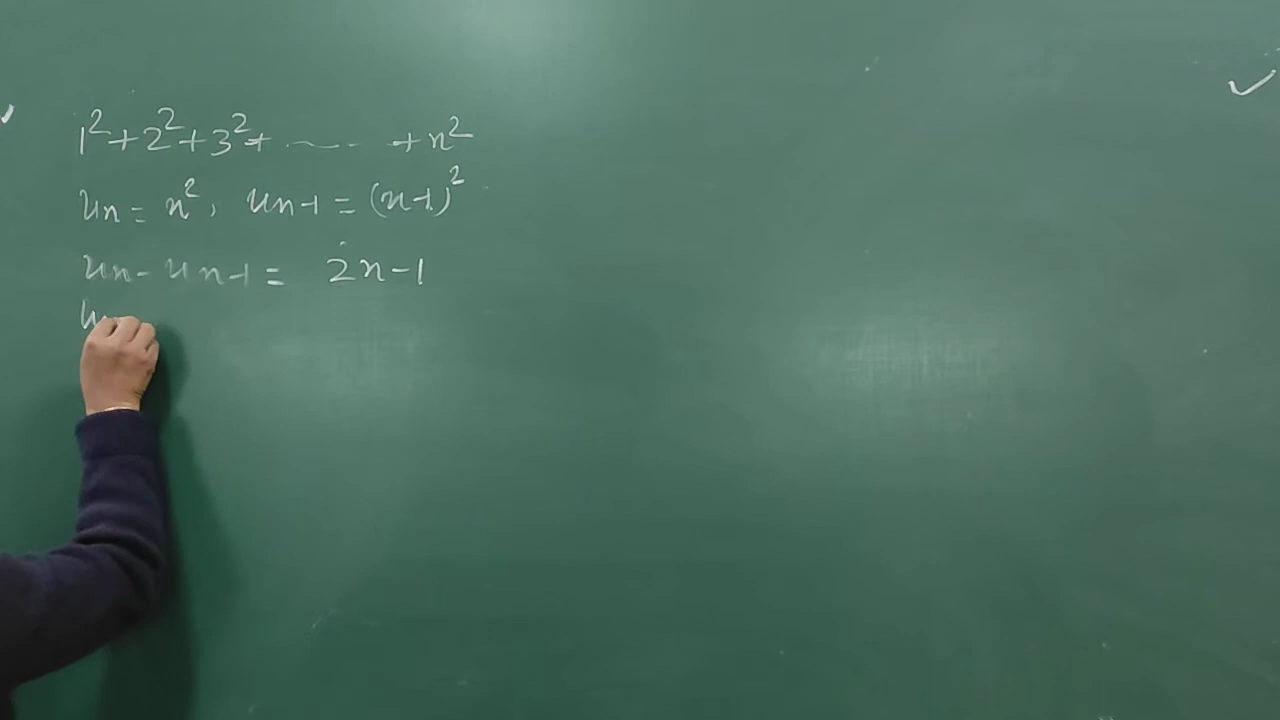 1²+2²+3²+ ...... +n²
un = n², un-1 = (n-1)²
un - un-1 = 2n-1
u